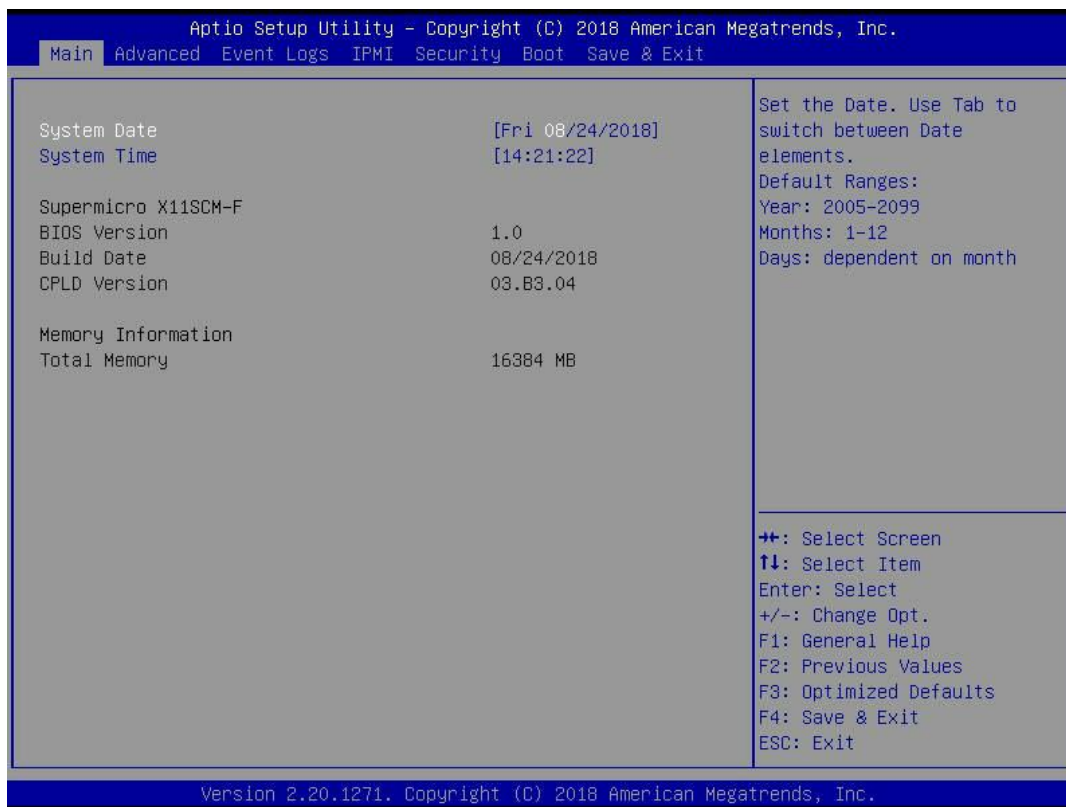 Aptio Setup Utility – Copyright (C) 2018 American Megatrends, Inc.
Main Advanced Event Logs IPMI Security Boot Save & Exit
System Date [Fri 08/24/2018]
System Time [14:21:22]
Supermicro X11SCM-F
BIOS Version 1.0
Build Date 08/24/2018
CPLD Version 03.B3.04
Memory Information
Total Memory 16384 MB
Set the Date. Use Tab to
switch between Date
elements.
Default Ranges:
Year: 2005-2099
Months: 1-12
Days: dependent on month
→←: Select Screen
↑↓: Select Item
Enter: Select
+/-: Change Opt.
F1: General Help
F2: Previous Values
F3: Optimized Defaults
F4: Save & Exit
ESC: Exit
Version 2.20.1271. Copyright (C) 2018 American Megatrends, Inc.